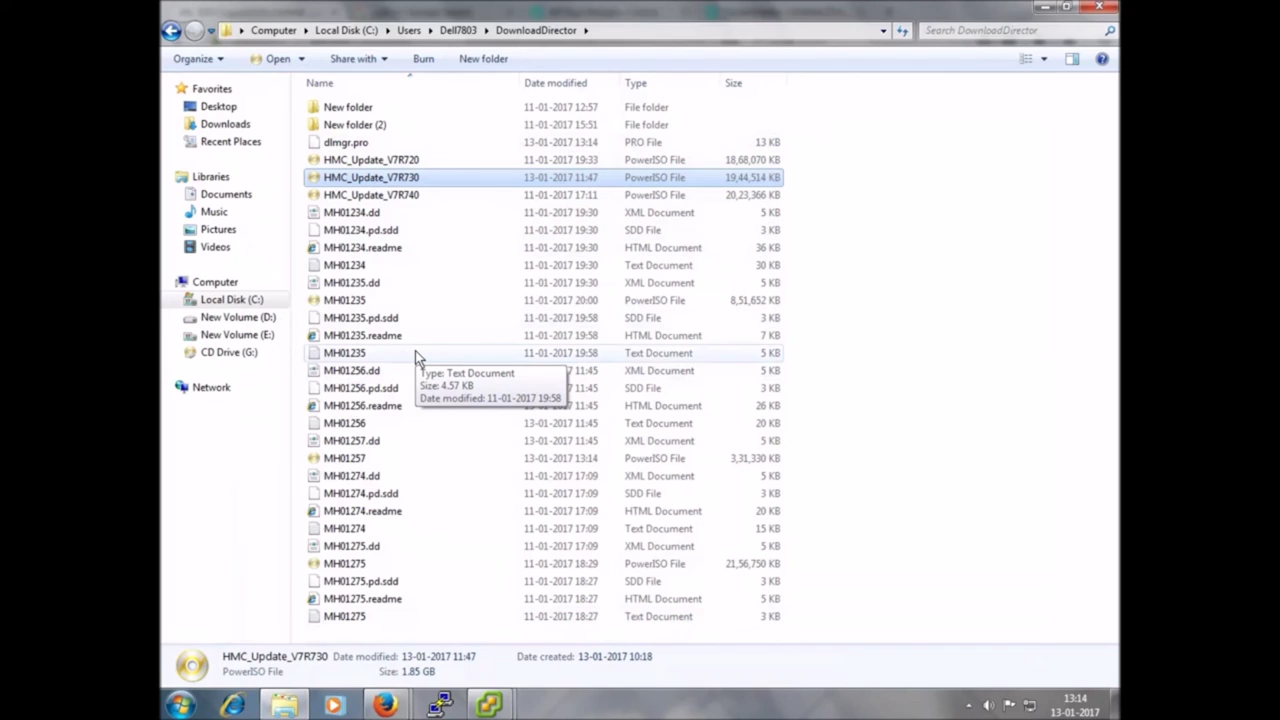 Computer Local Disk (C:) Users Dell7803 DownloadDirector Search DownloadDirector
Organize Open Share with Burn New folder
Name Date modified Type Size
Favorites
Desktop
Downloads
Recent Places
Libraries
Documents
Music
Pictures
Videos
Computer
Local Disk (C:)
New Volume (D:)
New Volume (E:)
CD Drive (G:)
Network
New folder 11-01-2017 12:57 File folder
New folder (2) 11-01-2017 15:51 File folder
dlmgr.pro 13-01-2017 13:14 PRO File 13 KB
HMC_Update_V7R720 11-01-2017 19:33 PowerISO File 18,68,070 KB
HMC_Update_V7R730 13-01-2017 11:47 PowerISO File 19,44,514 KB
HMC_Update_V7R740 11-01-2017 17:11 PowerISO File 20,23,366 KB
MH01234.dd 11-01-2017 19:30 XML Document 5 KB
MH01234.pd.sdd 11-01-2017 19:30 SDD File 3 KB
MH01234.readme 11-01-2017 19:30 HTML Document 36 KB
MH01234 11-01-2017 19:30 Text Document 30 KB
MH01235.dd 11-01-2017 19:30 XML Document 5 KB
MH01235 11-01-2017 20:00 PowerISO File 8,51,652 KB
MH01235.pd.sdd 11-01-2017 19:58 SDD File 3 KB
MH01235.readme 11-01-2017 19:58 HTML Document 7 KB
MH01235 11-01-2017 19:58 Text Document 5 KB
MH01256.dd 13-01-2017 11:45 XML Document 5 KB
MH01256.pd.sdd 13-01-2017 11:45 SDD File 3 KB
MH01256.readme 13-01-2017 11:45 HTML Document 26 KB
MH01256 13-01-2017 11:45 Text Document 20 KB
MH01257.dd 13-01-2017 11:45 XML Document 5 KB
MH01257 13-01-2017 13:14 PowerISO File 3,31,330 KB
MH01274.dd 11-01-2017 17:09 XML Document 5 KB
MH01274.pd.sdd 11-01-2017 17:09 SDD File 3 KB
MH01274.readme 11-01-2017 17:09 HTML Document 20 KB
MH01274 11-01-2017 17:09 Text Document 15 KB
MH01275.dd 11-01-2017 17:09 XML Document 5 KB
MH01275 11-01-2017 18:29 PowerISO File 21,56,750 KB
MH01275.pd.sdd 11-01-2017 18:27 SDD File 3 KB
MH01275.readme 11-01-2017 18:27 HTML Document 5 KB
MH01275 11-01-2017 18:27 Text Document 5 KB
Type: Text Document
Size: 4.57 KB
Date modified: 11-01-2017 19:58
HMC_Update_V7R730 Date modified: 13-01-2017 11:47 Date created: 13-01-2017 10:18
PowerISO File Size: 1.85 GB
13:14
13-01-2017